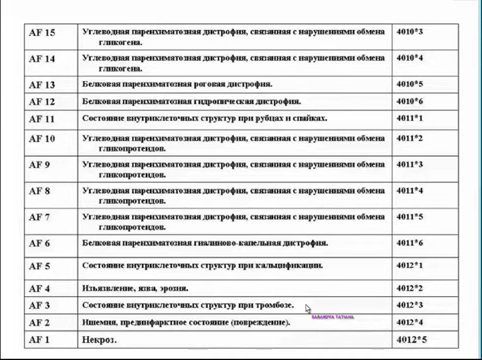 AF 15 Углеводная паренхиматозная дистрофия, связанная с нарушениями обмена 4010*3
гликогена.
AF 14 Углеводная паренхиматозная дистрофия, связанная с нарушениями обмена 4010*4
гликогена.
AF 13 Белковая паренхиматозная роговая дистрофия. 4010*5
AF 12 Белковая паренхиматозная гидропическая дистрофия. 4010*6
AF 11 Состояние внутриклеточных структур при рубцах и спайках. 4011*1
AF 10 Углеводная паренхиматозная дистрофия, связанная с нарушениями обмена 4011*2
гликопротеидов.
AF 9 Углеводная паренхиматозная дистрофия, связанная с нарушениями обмена 4011*3
гликопротеидов.
AF 8 Углеводная паренхиматозная дистрофия, связанная с нарушениями обмена 4011*4
гликопротеидов.
AF 7 Углеводная паренхиматозная дистрофия, связанная с нарушениями обмена 4011*5
гликопротеидов.
AF 6 Белковая паренхиматозная гиалиново-капельная дистрофия. 4011*6
AF 5 Состояние внутриклеточных структур при кальцификации. 4012*1
AF 4 Изъязвление, язва, эрозия. 4012*2
AF 3 Состояние внутриклеточных структур при тромбозе. 4012*3
AF 2 Ишемия, прединфарктное состояние (повреждение). 4012*4
AF 1 Некроз. 4012*5